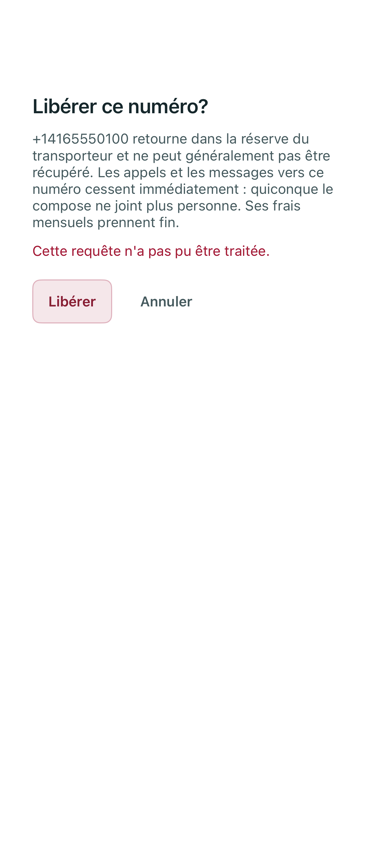 Libérer ce numéro?
+14165550100 retourne dans la réserve du
transporteur et ne peut généralement pas être
récupéré. Les appels et les messages vers ce
numéro cessent immédiatement : quiconque le
compose ne joint plus personne. Ses frais
mensuels prennent fin.
Cette requête n'a pas pu être traitée.
Libérer
Annuler